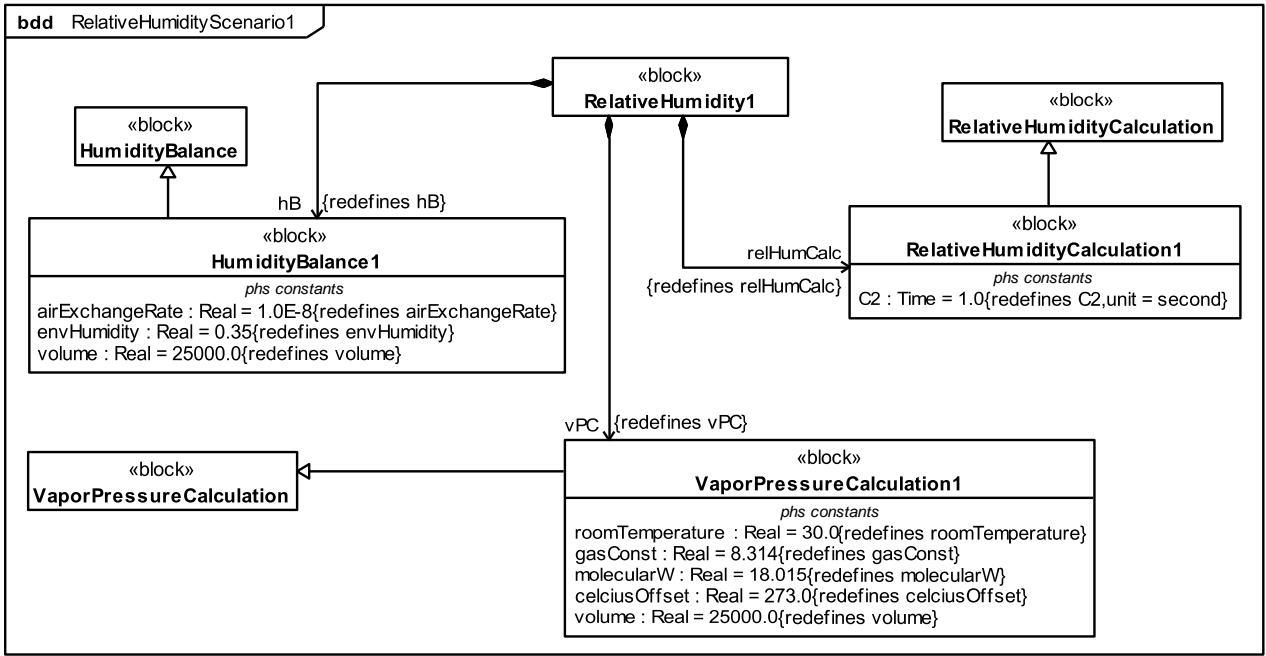 bdd RelativeHumidityScenario1
«block»
RelativeHumidity1
«block»
HumidityBalance
«block»
RelativeHumidityCalculation
hB {redefines hB}
«block»
HumidityBalance1
phs constants
airExchangeRate : Real = 1.0E-8{redefines airExchangeRate}
envHumidity : Real = 0.35{redefines envHumidity}
volume : Real = 25000.0{redefines volume}
relHumCalc
{redefines relHumCalc}
«block»
RelativeHumidityCalculation1
phs constants
C2 : Time = 1.0{redefines C2,unit = second}
vPC {redefines vPC}
«block»
VaporPressureCalculation
«block»
VaporPressureCalculation1
phs constants
roomTemperature : Real = 30.0{redefines roomTemperature}
gasConst : Real = 8.314{redefines gasConst}
molecularW : Real = 18.015{redefines molecularW}
celciusOffset : Real = 273.0{redefines celciusOffset}
volume : Real = 25000.0{redefines volume}